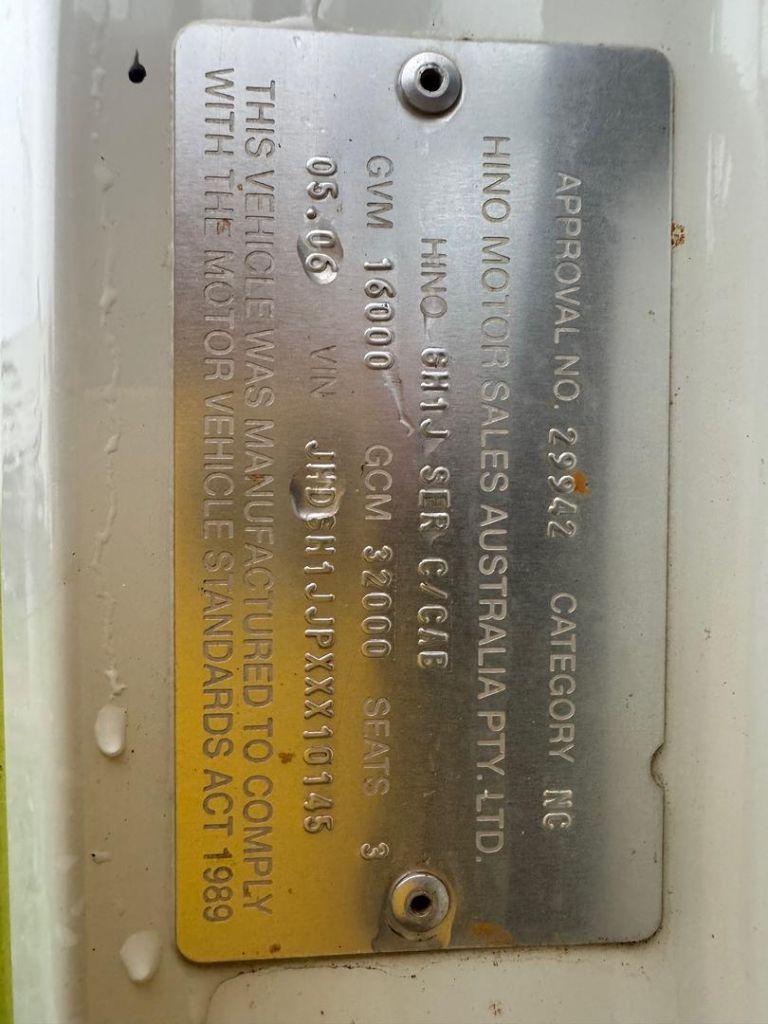 APPROVAL NO. 29942 CATEGORY NC
HINO MOTOR SALES AUSTRALIA PTY. LTD.
HINO GH1J SER C/CAB
GVM 16000 GCM 32000 SEATS 3
05.06 VIN JHDGH1JJPXXX10145
THIS VEHICLE WAS MANUFACTURED TO COMPLY
WITH THE MOTOR VEHICLE STANDARDS ACT 1989